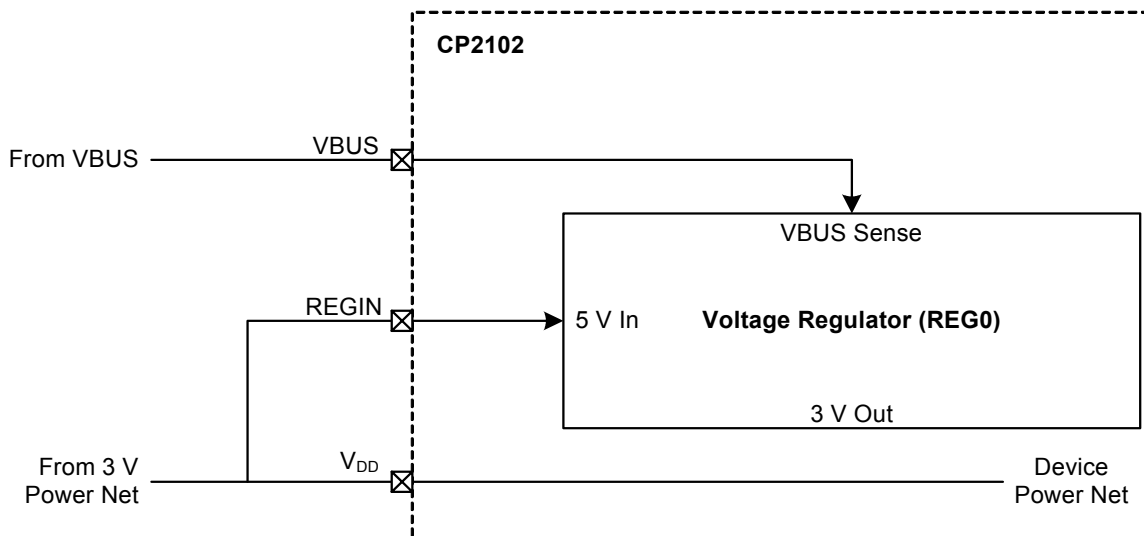 CP2102
From VBUS
VBUS
VBUS Sense
REGIN
5 V In
Voltage Regulator (REG0)
3 V Out
From 3 V
Power Net
VDD
Device
Power Net